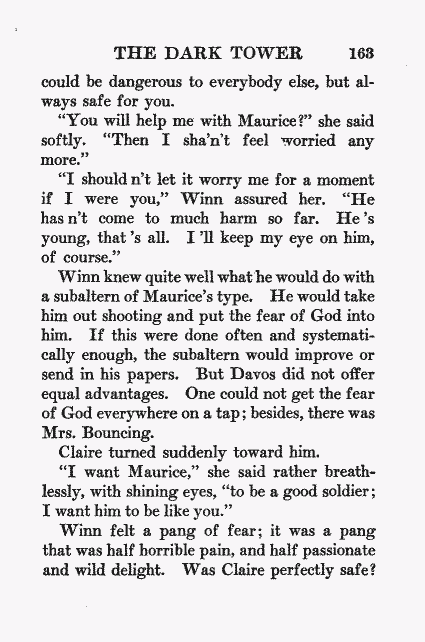 THE DARK TOWER 163
could be dangerous to everybody else, but al-
ways safe for you.
“You will help me with Maurice?” she said
softly. “Then I sha’n’t feel worried any
more.”
“I should n’t let it worry me for a moment
if I were you,” Winn assured her. “He
has n’t come to much harm so far. He ’s
young, that ’s all. I ’ll keep my eye on him,
of course.”
Winn knew quite well what he would do with
a subaltern of Maurice’s type. He would take
him out shooting and put the fear of God into
him. If this were done often and systemati-
cally enough, the subaltern would improve or
send in his papers. But Davos did not offer
equal advantages. One could not get the fear
of God everywhere on a tap; besides, there was
Mrs. Bouncing.
Claire turned suddenly toward him.
“I want Maurice,” she said rather breath-
lessly, with shining eyes, “to be a good soldier;
I want him to be like you.”
Winn felt a pang of fear; it was a pang
that was half horrible pain, and half passionate
and wild delight. Was Claire perfectly safe?